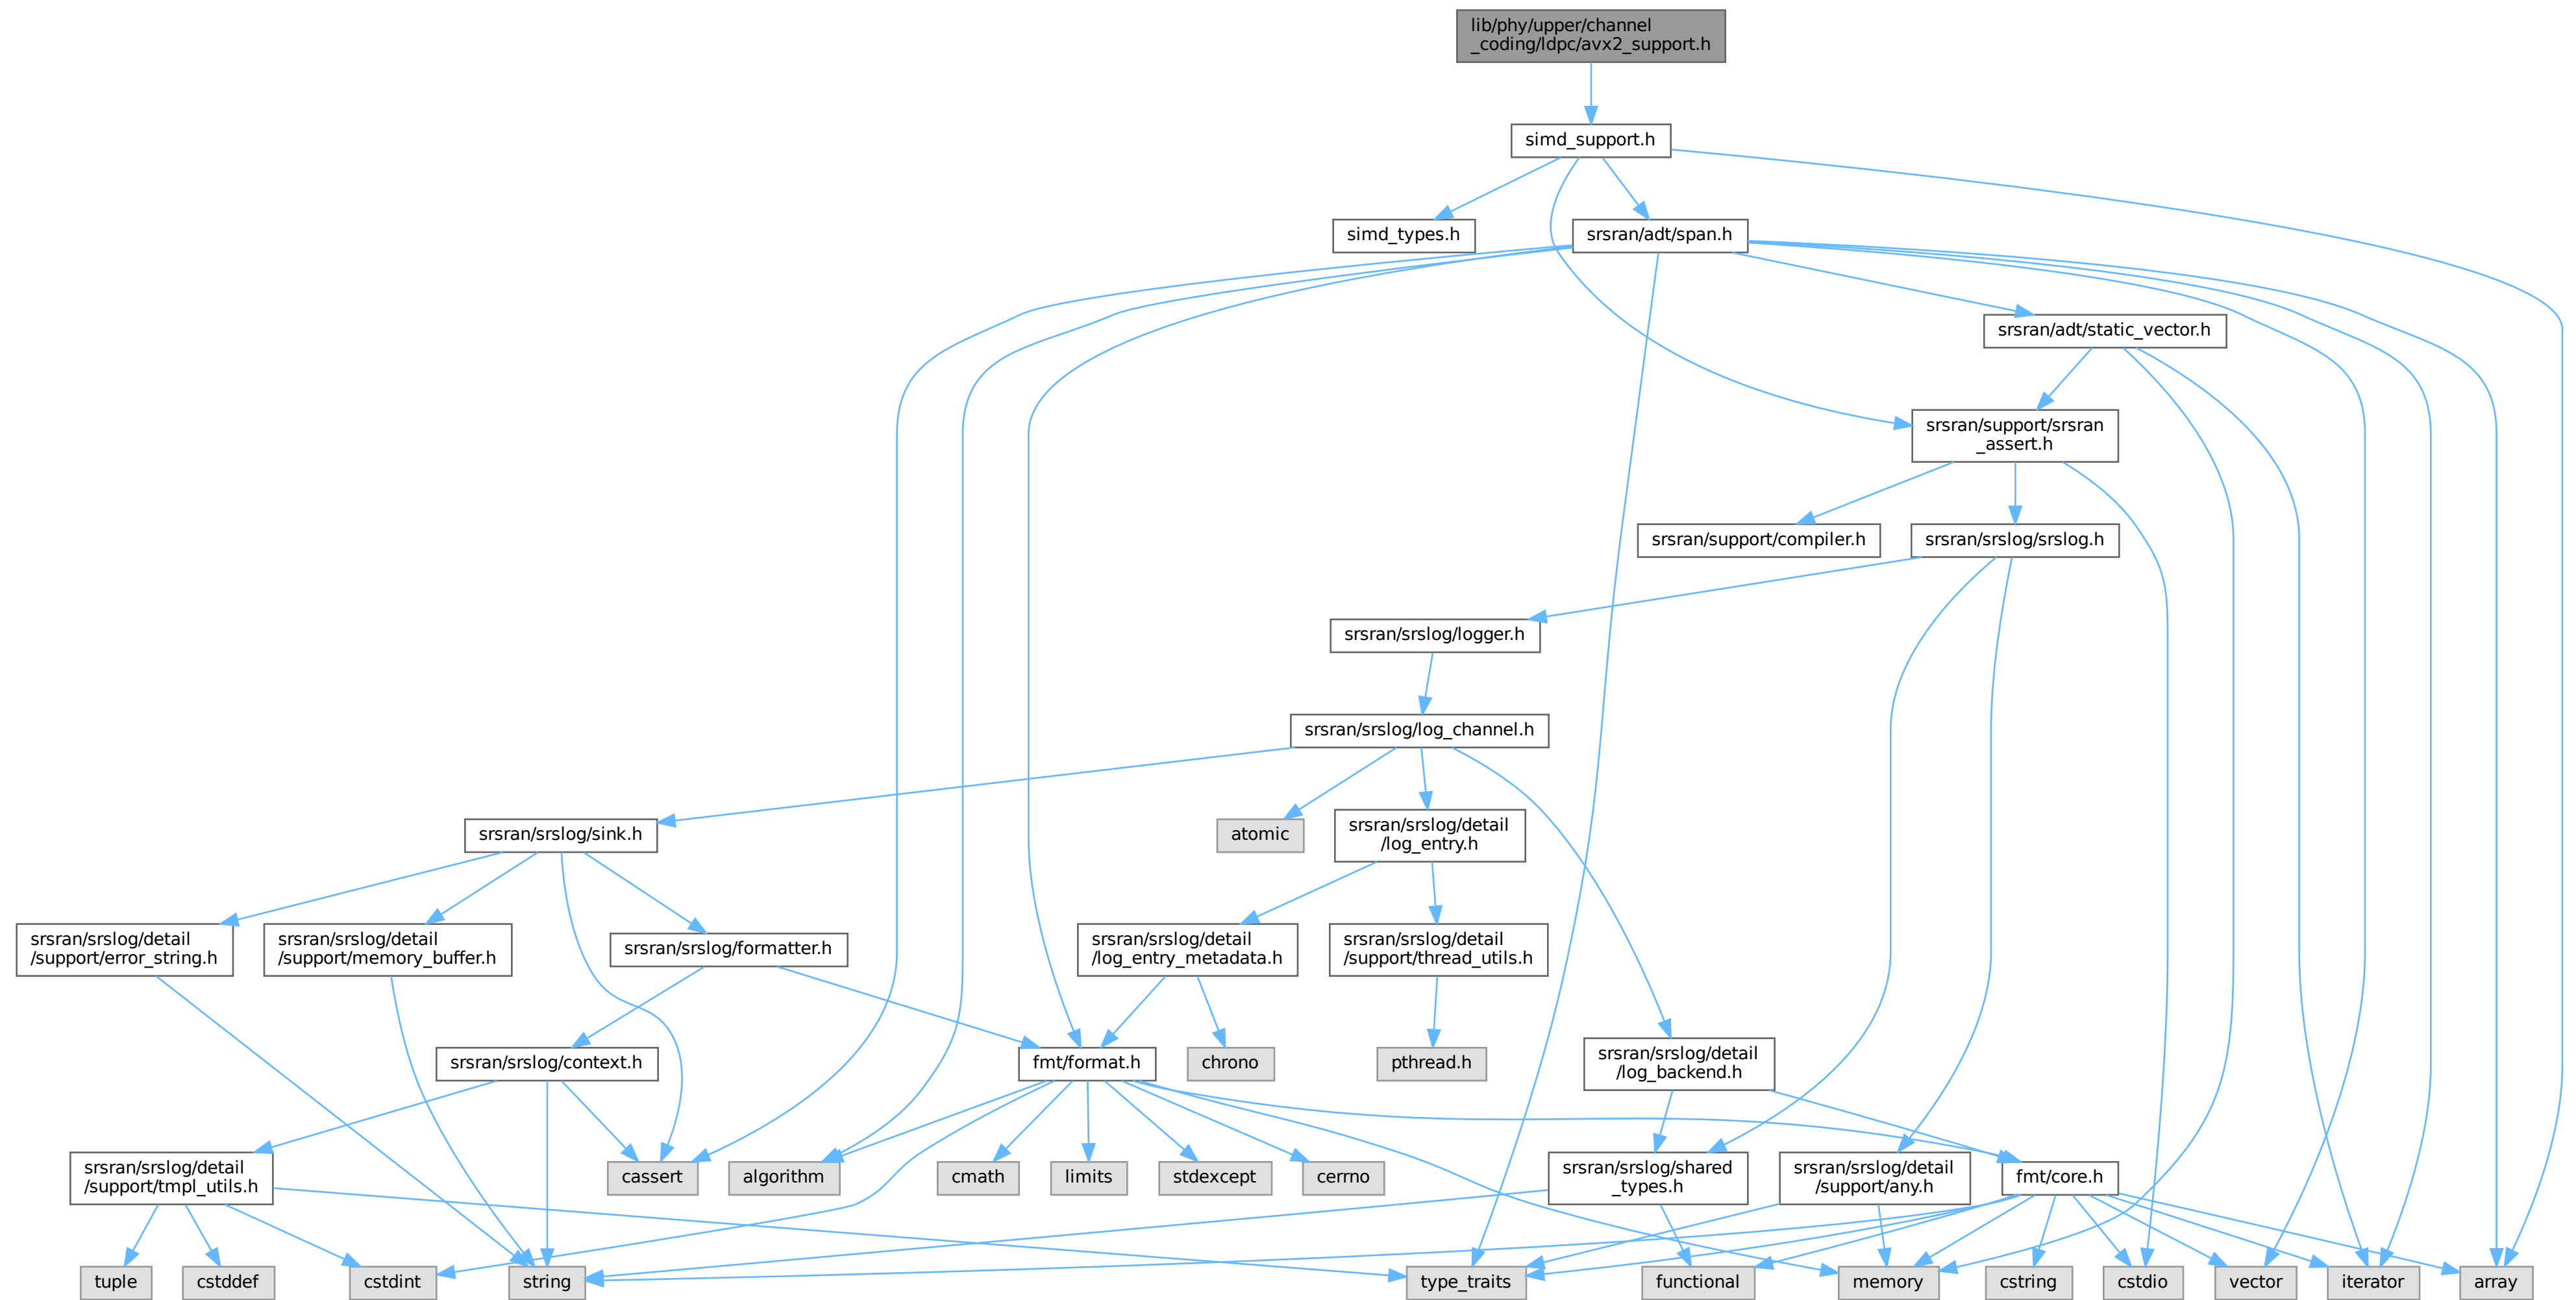 lib/phy/upper/channel
_coding/ldpc/avx2_support.h
simd_support.h
simd_types.h
srsran/adt/span.h
srsran/adt/static_vector.h
srsran/support/srsran
_assert.h
srsran/support/compiler.h
srsran/srslog/srslog.h
srsran/srslog/logger.h
srsran/srslog/log_channel.h
srsran/srslog/sink.h
atomic
srsran/srslog/detail
/log_entry.h
srsran/srslog/detail
/support/error_string.h
srsran/srslog/detail
/support/memory_buffer.h
srsran/srslog/formatter.h
srsran/srslog/detail
/log_entry_metadata.h
srsran/srslog/detail
/support/thread_utils.h
srsran/srslog/context.h
fmt/format.h
chrono
pthread.h
srsran/srslog/detail
/log_backend.h
srsran/srslog/detail
/support/tmpl_utils.h
cassert
algorithm
cmath
limits
stdexcept
cerrno
srsran/srslog/shared
_types.h
srsran/srslog/detail
/support/any.h
fmt/core.h
tuple
cstddef
cstdint
string
type_traits
functional
memory
cstring
cstdio
vector
iterator
array